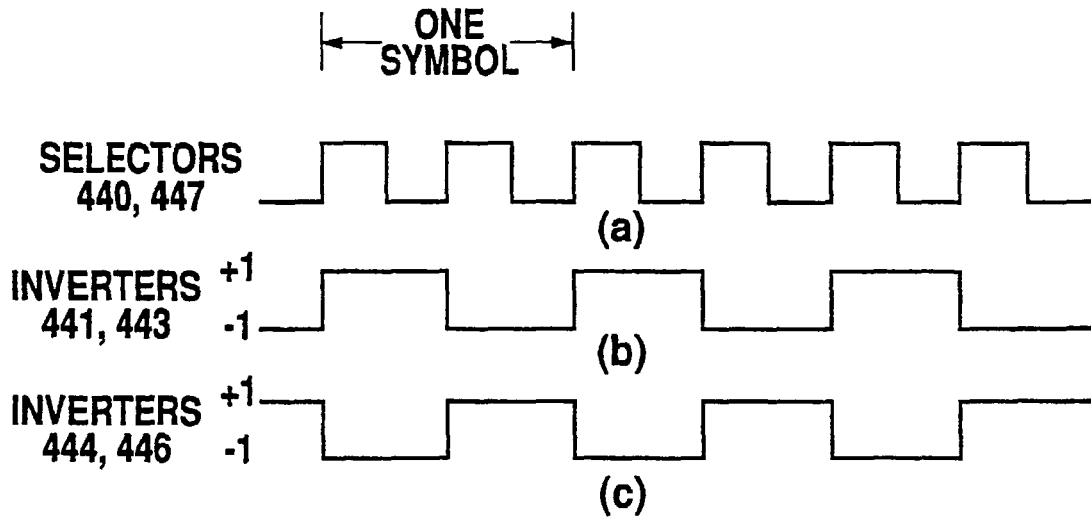 ONE
SYMBOL
SELECTORS
440, 447
(a)
INVERTERS +1
441, 443 -1
(b)
INVERTERS +1
444, 446 -1
(c)